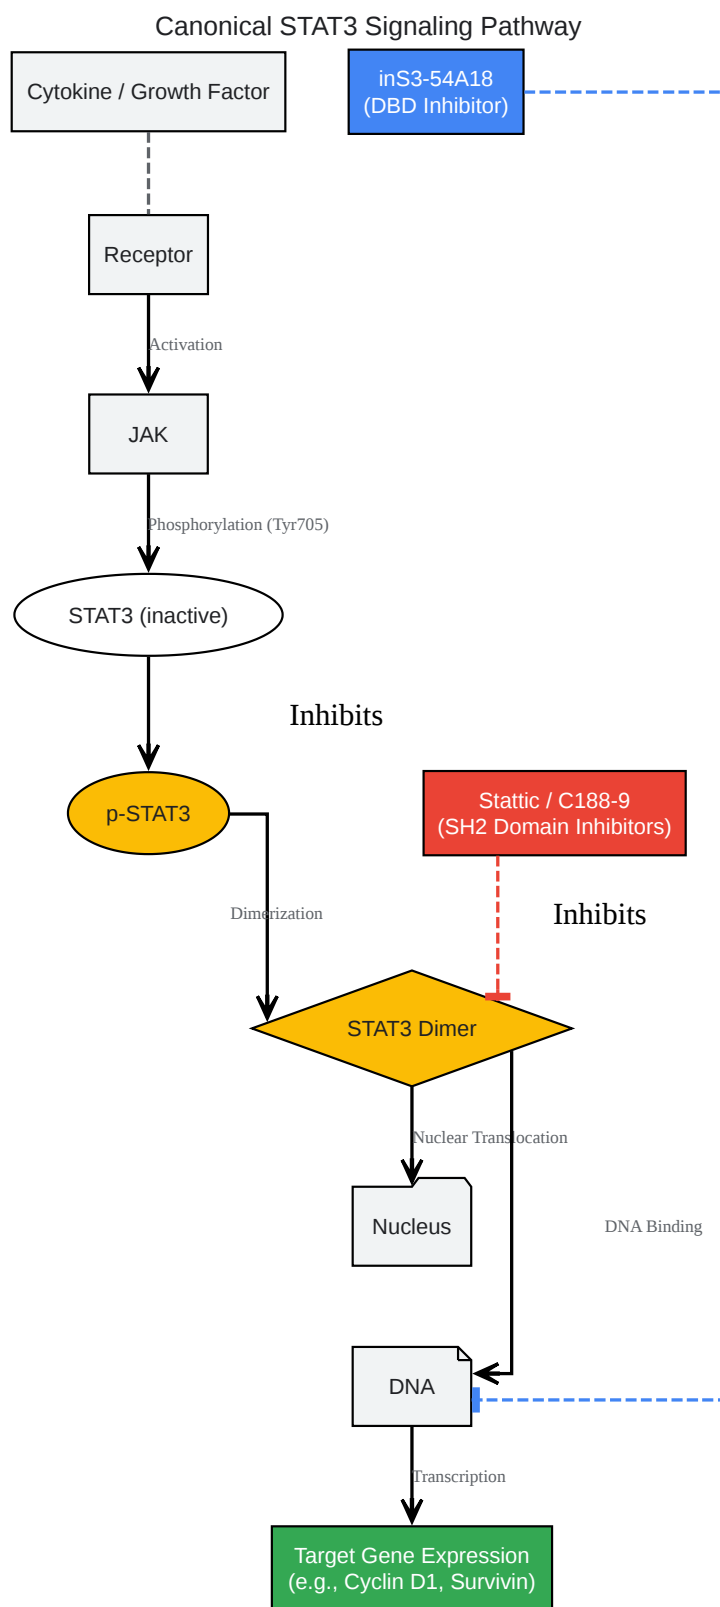 Canonical STAT3 Signaling Pathway
Cytokine / Growth Factor
inS3-54A18
(DBD Inhibitor)
Receptor
Activation
JAK
Phosphorylation (Tyr705)
STAT3 (inactive)
Inhibits
p-STAT3
Stattic / C188-9
(SH2 Domain Inhibitors)
Dimerization
Inhibits
STAT3 Dimer
Nuclear Translocation
Nucleus
DNA Binding
DNA
Transcription
Target Gene Expression
(e.g., Cyclin D1, Survivin)